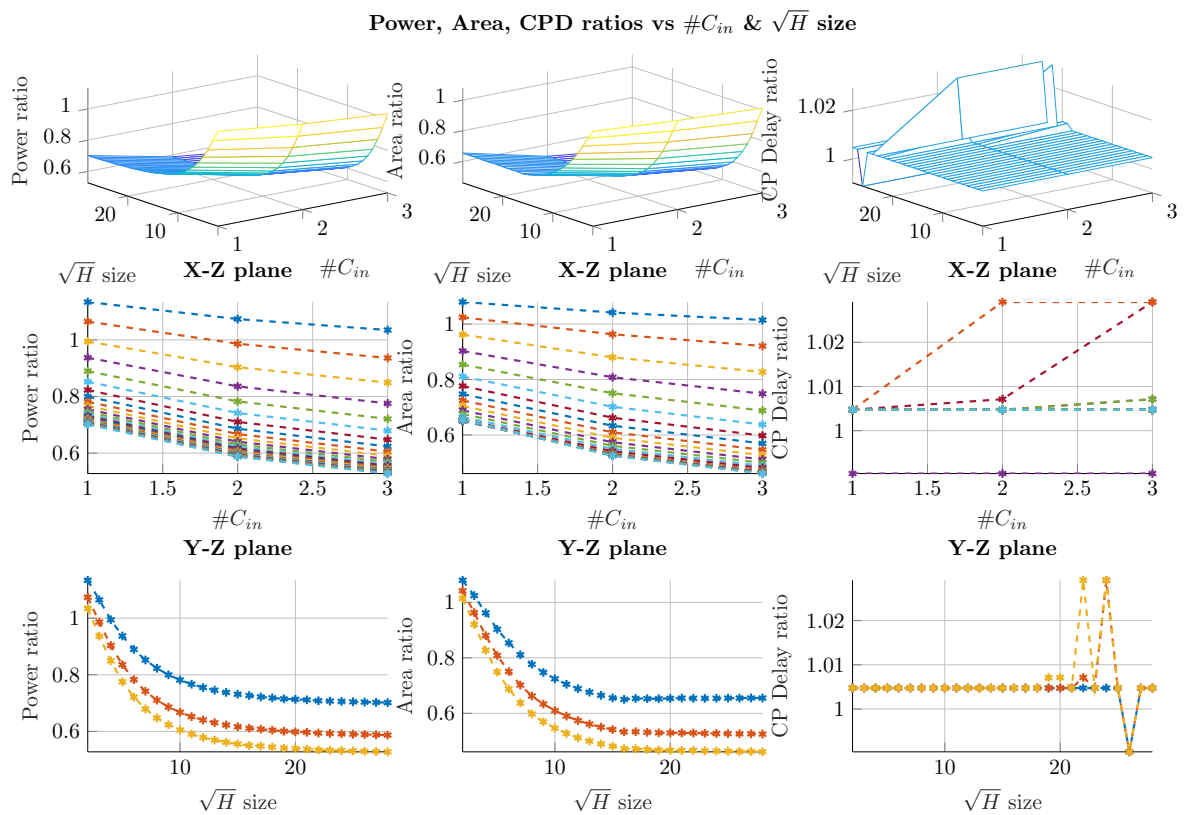 Power, Area, CPD ratios vs #C_in & √H size
Power ratio
1
0.8
0.6
20
10
1
2
3
√H size
#C_in
Area ratio
1
0.8
0.6
20
10
1
2
3
√H size
#C_in
CP Delay ratio
1.02
1
20
10
1
2
3
√H size
#C_in
X-Z plane
Power ratio
1
0.8
0.6
1
1.5
2
2.5
3
#C_in
X-Z plane
Area ratio
1
0.8
0.6
1
1.5
2
2.5
3
#C_in
X-Z plane
CP Delay ratio
1.02
1.01
1
1
1.5
2
2.5
3
#C_in
Y-Z plane
Power ratio
1
0.8
0.6
10
20
√H size
Y-Z plane
Area ratio
1
0.8
0.6
10
20
√H size
Y-Z plane
CP Delay ratio
1.02
1.01
1
10
20
√H size